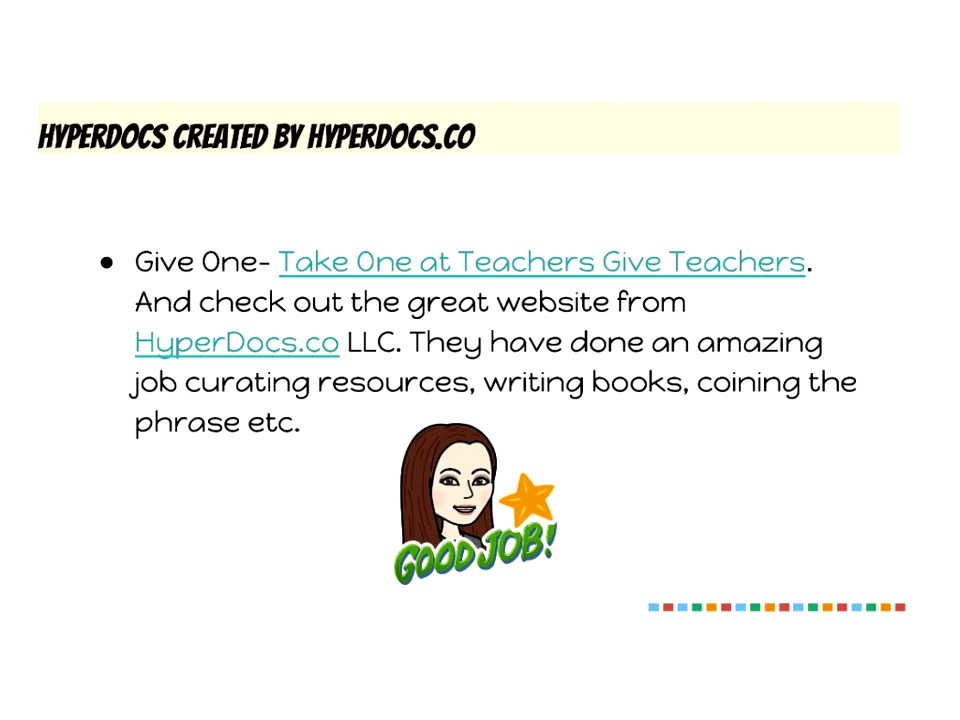 HYPERDOCS CREATED BY HYPERDOCS.CO
● Give One- Take One at Teachers Give Teachers.
And check out the great website from
HyperDocs.co LLC. They have done an amazing
job curating resources, writing books, coining the
phrase etc.
GOOD JOB!